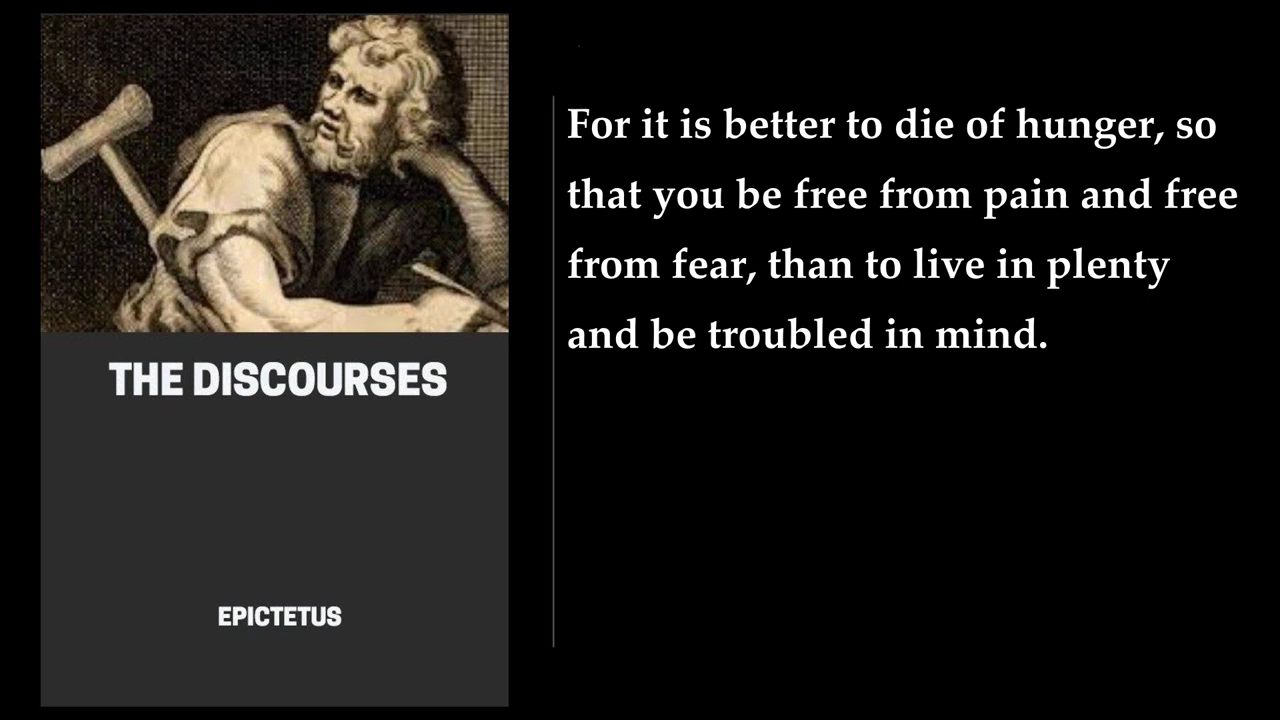 THE DISCOURSES
EPICTETUS
For it is better to die of hunger, so
that you be free from pain and free
from fear, than to live in plenty
and be troubled in mind.